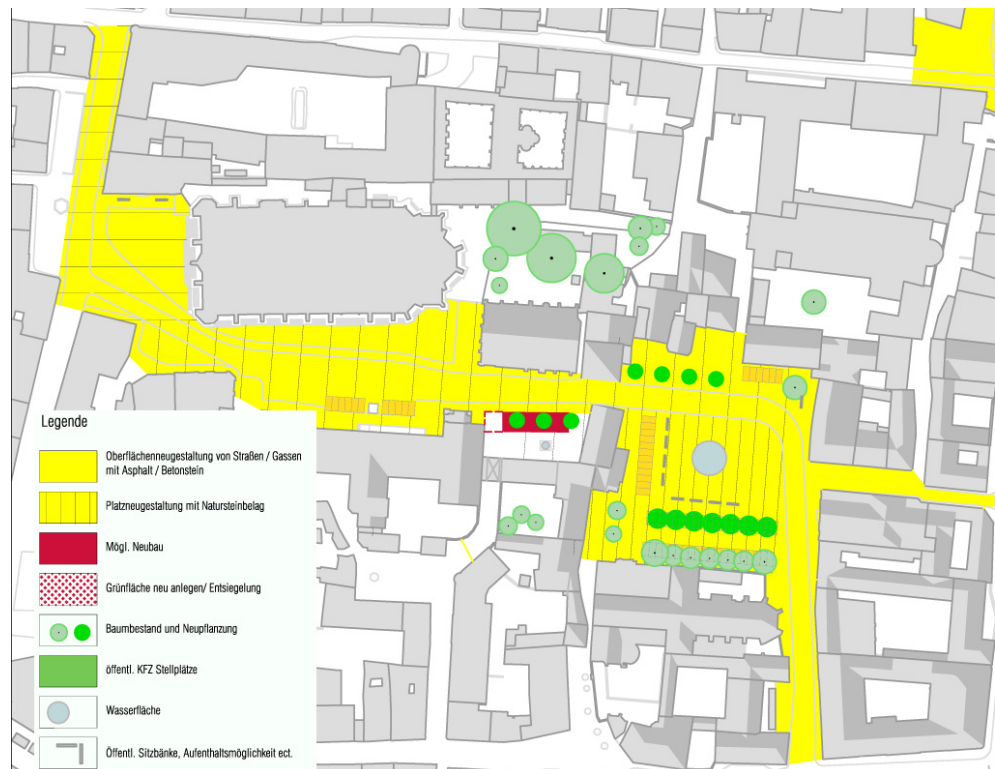 Legende
Oberflächenneugestaltung von Straßen / Gassen
mit Asphalt / Betonstein
Platzneugestaltung mit Natursteinbelag
Mögl. Neubau
Grünfläche neu anlegen/ Entsiegelung
Baumbestand und Neupflanzung
öffentl. KFZ Stellplätze
Wasserfläche
Öffentl. Sitzbänke, Aufenthaltsmöglichkeit ect.